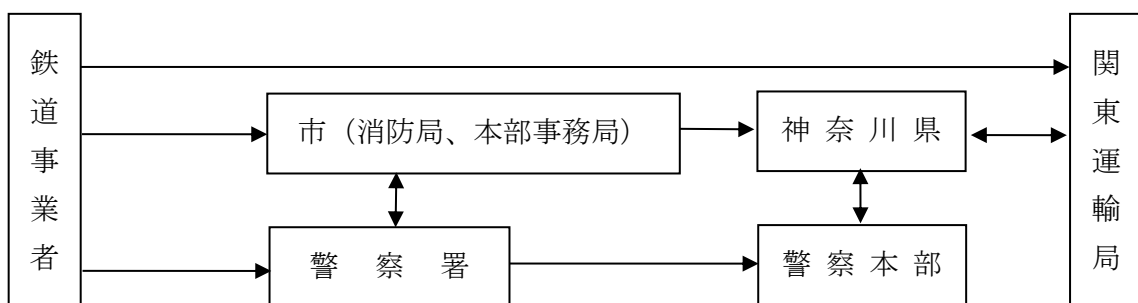 鉄道事業者
市（消防局、本部事務局）
神奈川県
関東運輸局
警察署
警察本部